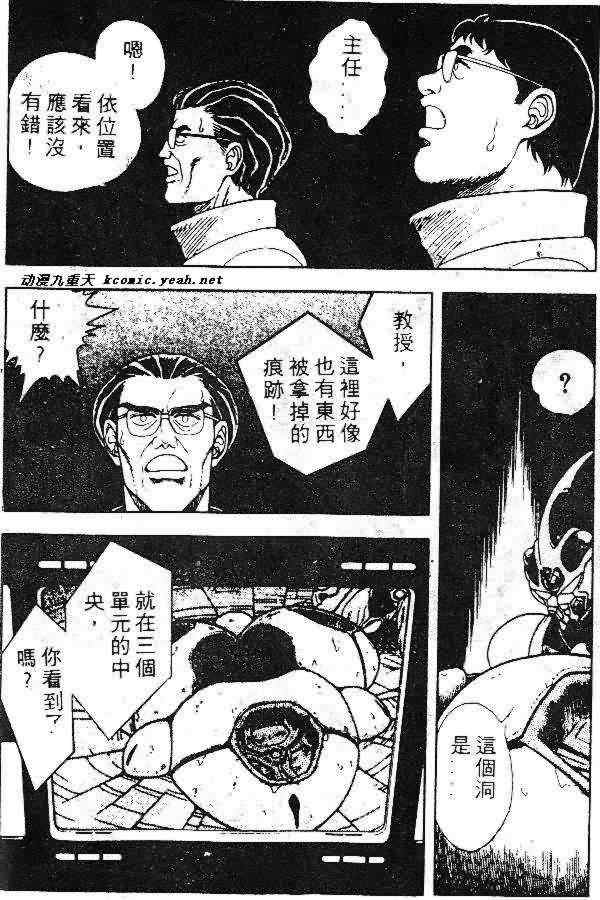 主任
．．．．
嗯！
依位置
看來，
應該沒
有錯！
动漫九重天 kcomic.yeah.net
教授，
這裡好像
也有東西
被拿掉的
痕跡！
什麼？
？
這個洞
是．．．．
就在三個
單元的中
央，
你看到了
嗎？